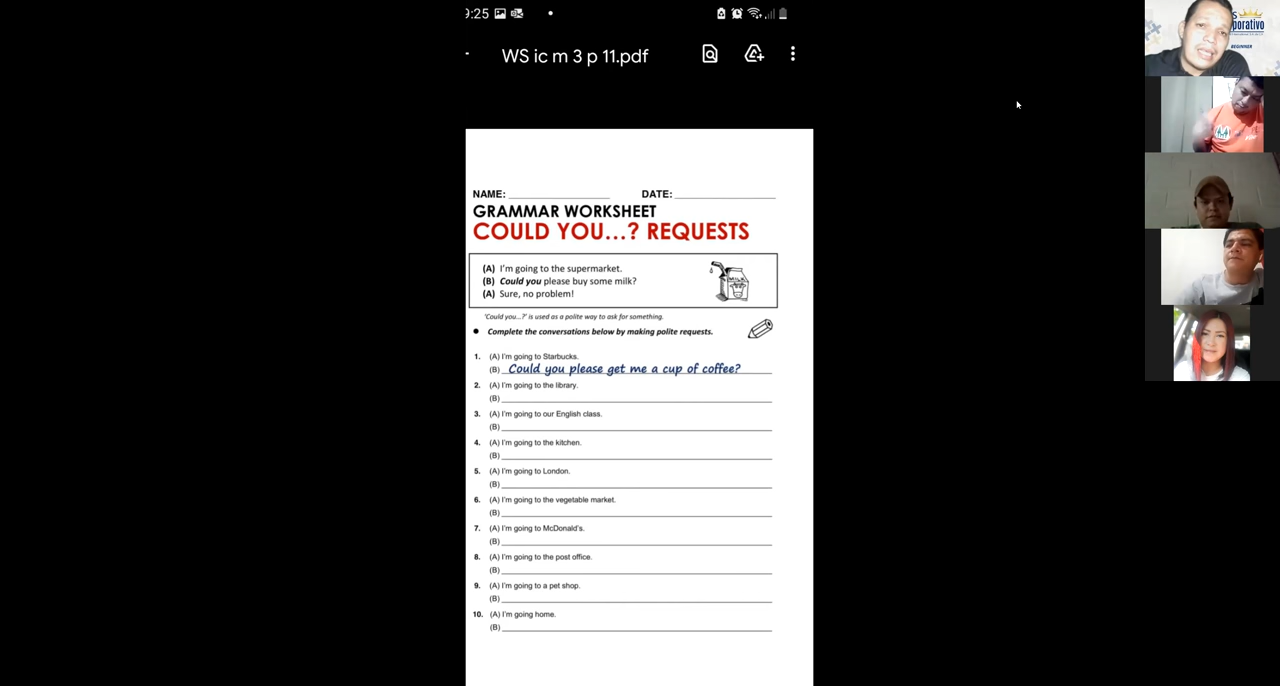 9:25
WS ic m 3 p 11.pdf
NAME: DATE:
GRAMMAR WORKSHEET
COULD YOU...? REQUESTS
(A) I'm going to the supermarket.
(B) Could you please buy some milk?
(A) Sure, no problem!
MILK
'Could you...?' is used as a polite way to ask for something.
● Complete the conversations below by making polite requests.
1. (A) I'm going to Starbucks.
(B) Could you please get me a cup of coffee?
2. (A) I'm going to the library.
(B)
3. (A) I'm going to our English class.
(B)
4. (A) I'm going to the kitchen.
(B)
5. (A) I'm going to London.
(B)
6. (A) I'm going to the vegetable market.
(B)
7. (A) I'm going to McDonald's.
(B)
8. (A) I'm going to the post office.
(B)
9. (A) I'm going to a pet shop.
(B)
10. (A) I'm going home.
(B)
S
porativo
BEGINNER